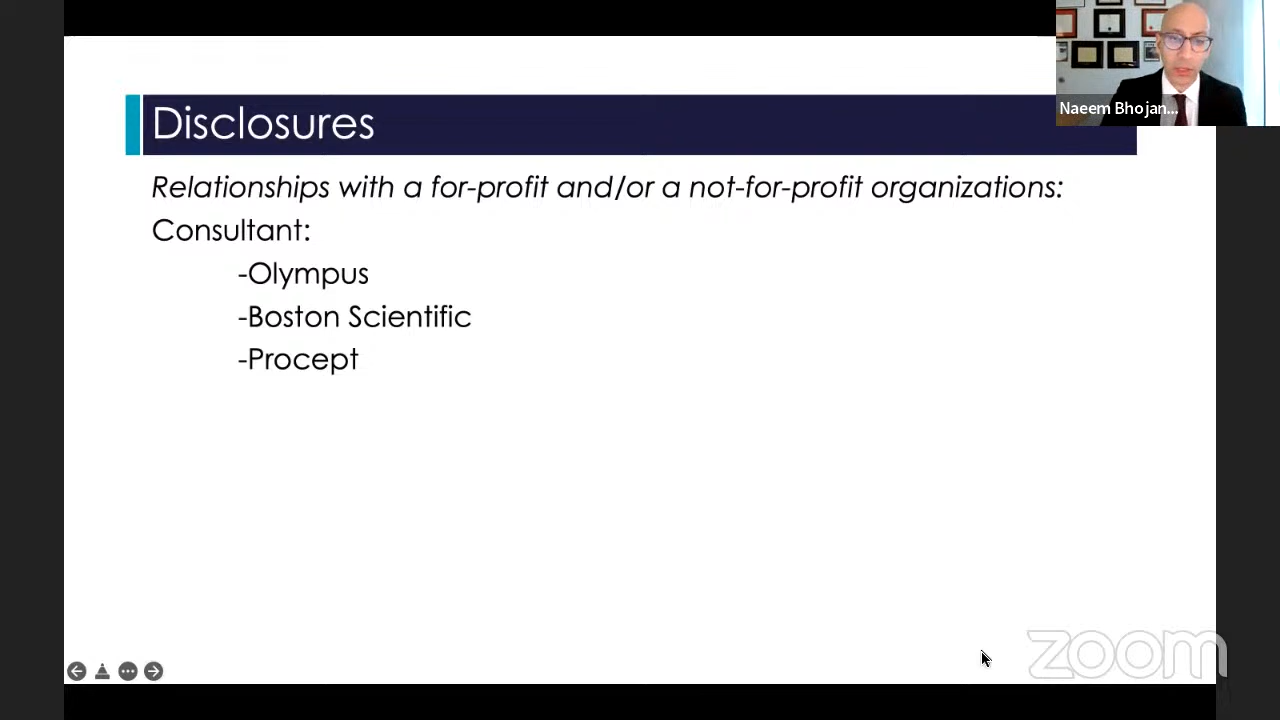 Disclosures
Relationships with a for-profit and/or a not-for-profit organizations:
Consultant:
-Olympus
-Boston Scientific
-Procept
Naeem Bhojan...
zoom